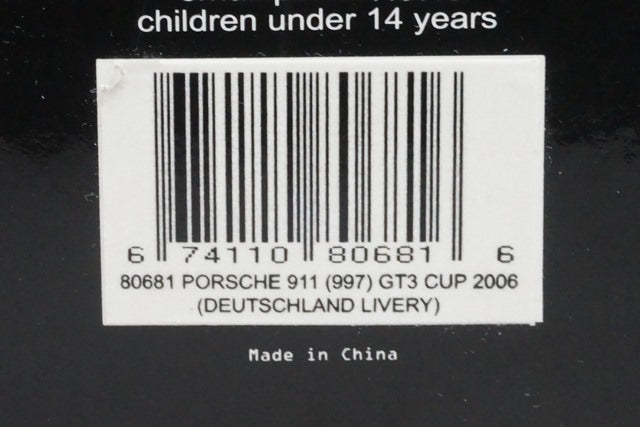 children under 14 years
6 74110 80681 6
80681 PORSCHE 911 (997) GT3 CUP 2006
(DEUTSCHLAND LIVERY)
Made in China